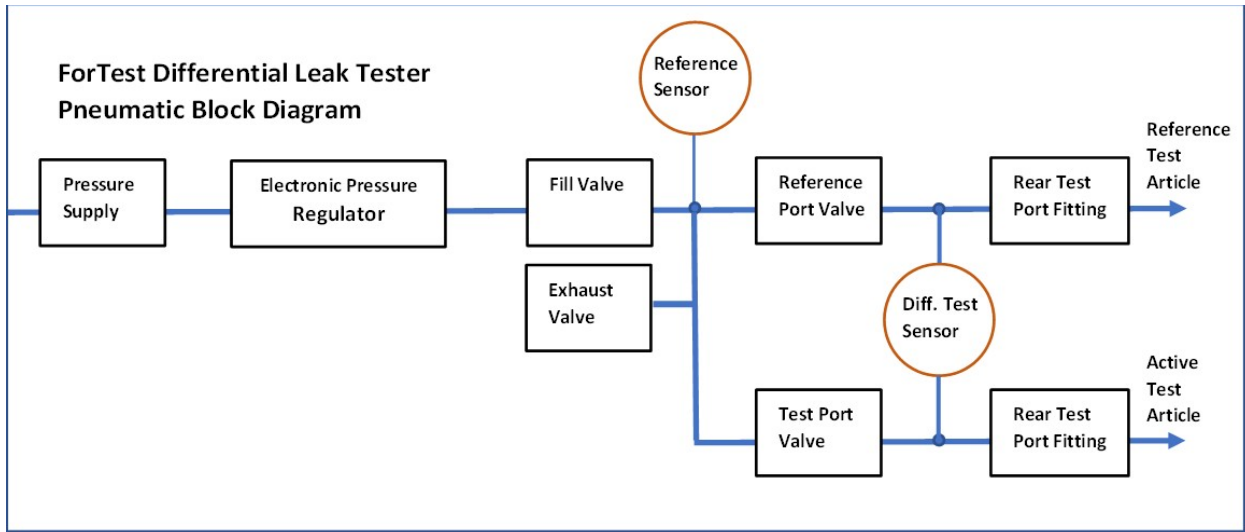 ForTest Differential Leak Tester
Pneumatic Block Diagram
Reference
Sensor
Reference
Test
Article
Pressure
Supply
Electronic Pressure
Regulator
Fill Valve
Reference
Port Valve
Rear Test
Port Fitting
Exhaust
Valve
Diff. Test
Sensor
Active
Test
Article
Test Port
Valve
Rear Test
Port Fitting